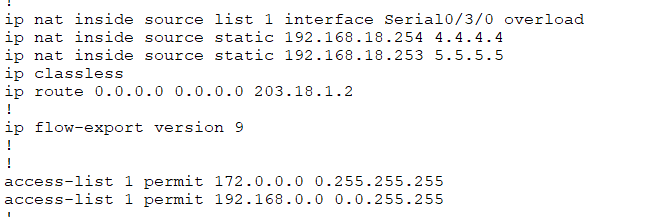 !
ip nat inside source list 1 interface Serial0/3/0 overload
ip nat inside source static 192.168.18.254 4.4.4.4
ip nat inside source static 192.168.18.253 5.5.5.5
ip classless
ip route 0.0.0.0 0.0.0.0 203.18.1.2
!
ip flow-export version 9
!
!
access-list 1 permit 172.0.0.0 0.255.255.255
access-list 1 permit 192.168.0.0 0.0.255.255
!